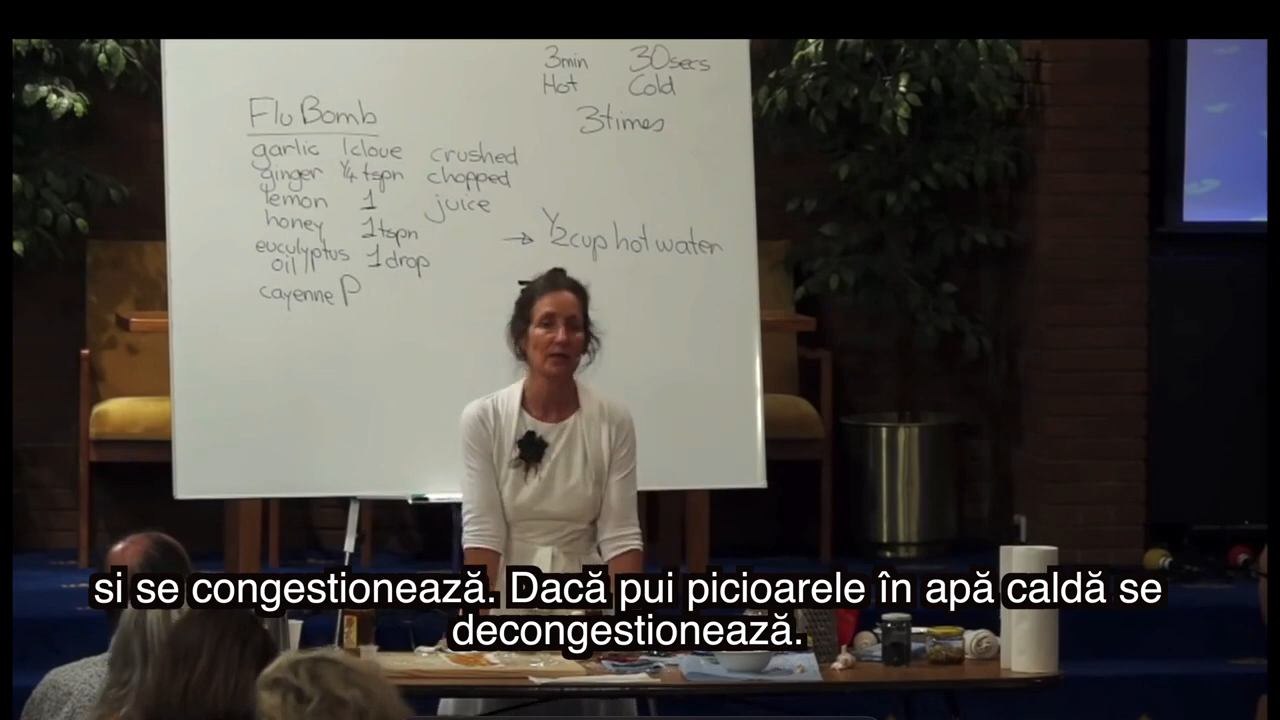 3min 30secs
Hot Cold
3times
Flu Bomb
garlic 1clove crushed
ginger 1/4 tspn chopped
lemon 1 juice
honey 1tspn
euculyptus 1drop
oil
cayenne P
→ 1/2cup hot water
si se congestionează. Dacă pui picioarele în apă caldă se
decongestionează.